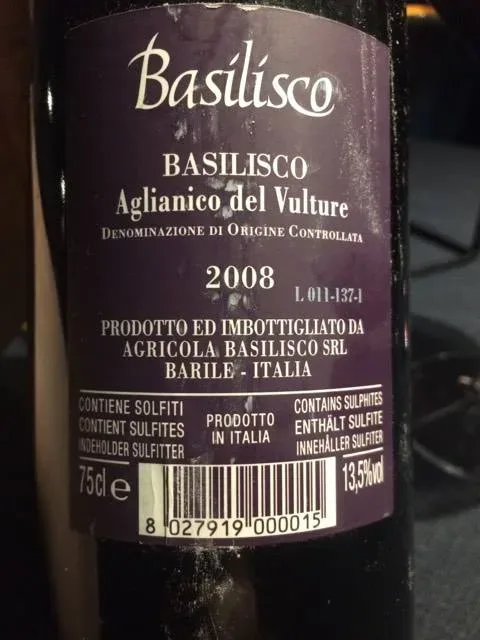 Basilisco
BASILISCO
Aglianico del Vulture
DENOMINAZIONE DI ORIGINE CONTROLLATA
2008
L 011-137-1
PRODOTTO ED IMBOTTIGLIATO DA
AGRICOLA BASILISCO SRL
BARILE - ITALIA
CONTIENE SOLFITI
CONTIENT SULFITES
INDEHOLDER SULFITTER
PRODOTTO
IN ITALIA
CONTAINS SULPHITES
ENTHÄLT SULFITE
INNEHÅLLER SULFITER
75cl e
13,5%vol
8 027919 000015